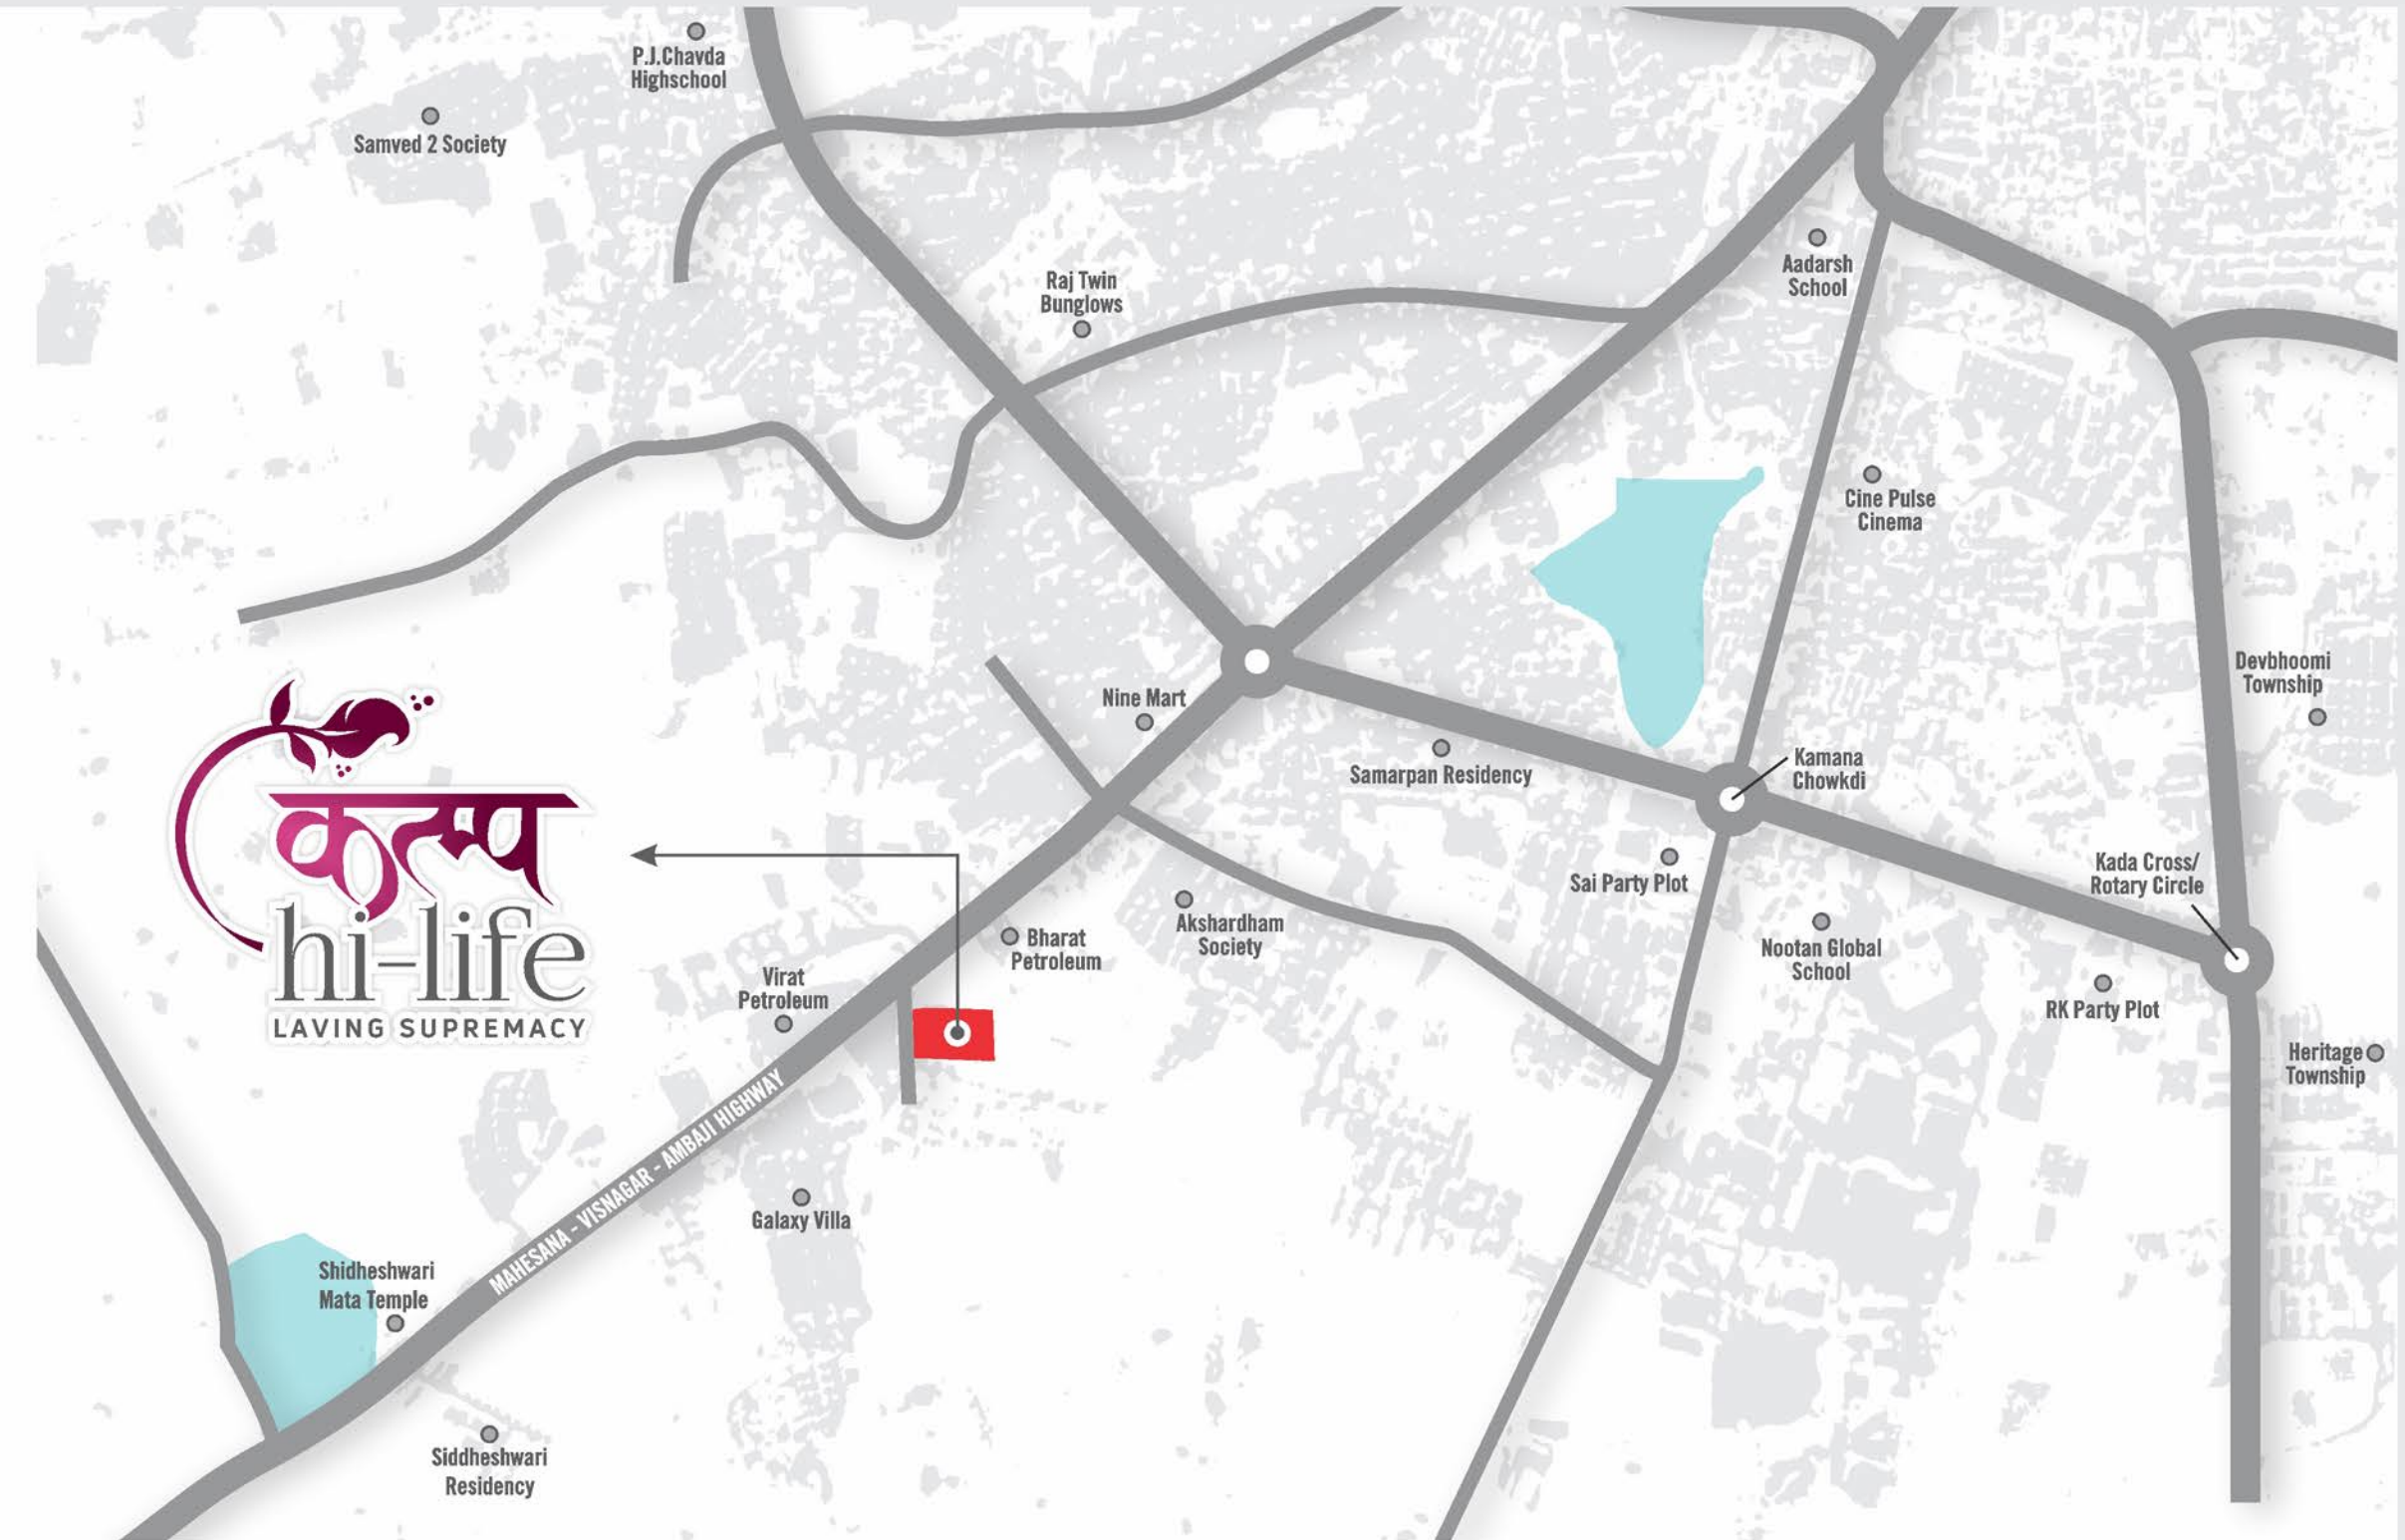 P.J.Chavda
Highschool
Samved 2 Society
Raj Twin
Bunglows
Aadarsh
School
Cine Pulse
Cinema
Devbhoomi
Township
Nine Mart
Samarpan Residency
Kamana
Chowkdi
कल्प
hi-life
LAVING SUPREMACY
Sai Party Plot
Kada Cross/
Rotary Circle
Akshardham
Society
Bharat
Petroleum
Nootan Global
School
Virat
Petroleum
RK Party Plot
Heritage
Township
MAHESANA - VISNAGAR - AMBAJI HIGHWAY
Galaxy Villa
Shidheshwari
Mata Temple
Siddheshwari
Residency